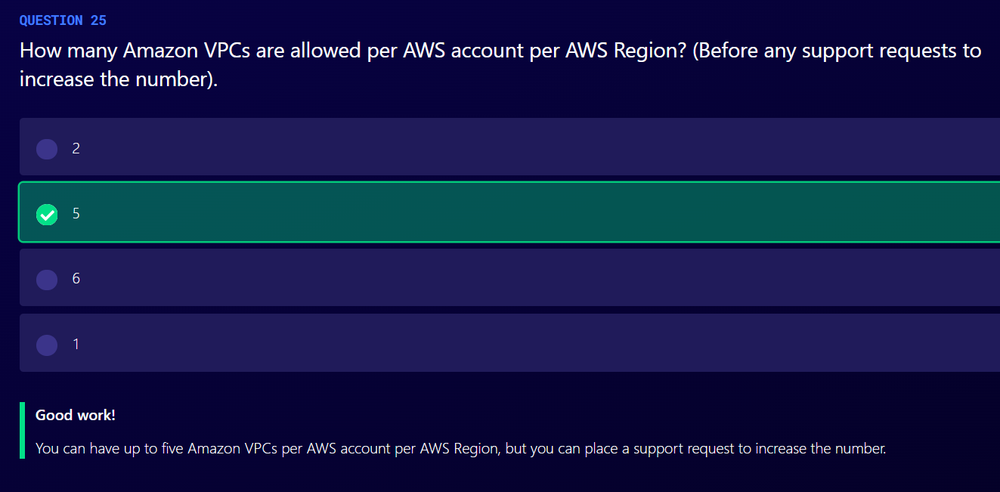 QUESTION 25
How many Amazon VPCs are allowed per AWS account per AWS Region? (Before any support requests to
increase the number).
2
5
6
1
Good work!
You can have up to five Amazon VPCs per AWS account per AWS Region, but you can place a support request to increase the number.